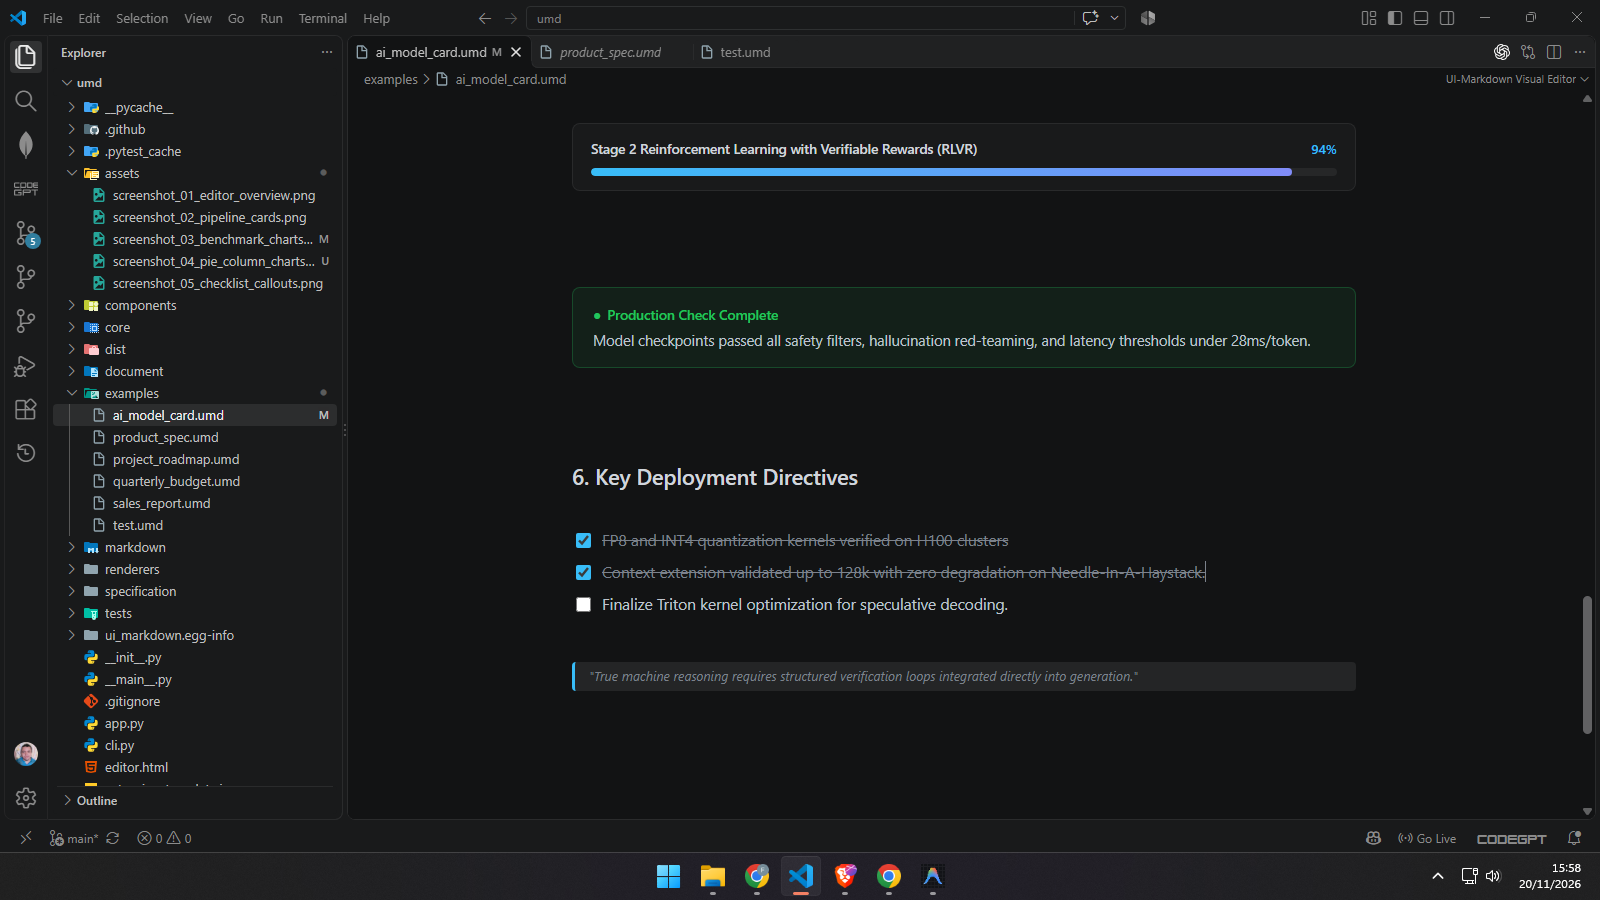 File Edit Selection View Go Run Terminal Help
umd
Explorer
umd
__pycache__
.github
.pytest_cache
assets
screenshot_01_editor_overview.png
screenshot_02_pipeline_cards.png
screenshot_03_benchmark_charts... M
screenshot_04_pie_column_charts... U
screenshot_05_checklist_callouts.png
components
core
dist
document
examples
ai_model_card.umd M
product_spec.umd
project_roadmap.umd
quarterly_budget.umd
sales_report.umd
test.umd
markdown
renderers
specification
tests
ui_markdown.egg-info
__init__.py
__main__.py
.gitignore
app.py
cli.py
editor.html
Outline
CODE
GPT
5
ai_model_card.umd M
product_spec.umd
test.umd
examples > ai_model_card.umd
UI-Markdown Visual Editor
Stage 2 Reinforcement Learning with Verifiable Rewards (RLVR) 94%
Production Check Complete
Model checkpoints passed all safety filters, hallucination red-teaming, and latency thresholds under 28ms/token.
6. Key Deployment Directives
FP8 and INT4 quantization kernels verified on H100 clusters
Context extension validated up to 128k with zero degradation on Needle-In-A-Haystack.
Finalize Triton kernel optimization for speculative decoding.
"True machine reasoning requires structured verification loops integrated directly into generation."
main* 0 0
Go Live
CODEGPT
15:58
20/11/2026